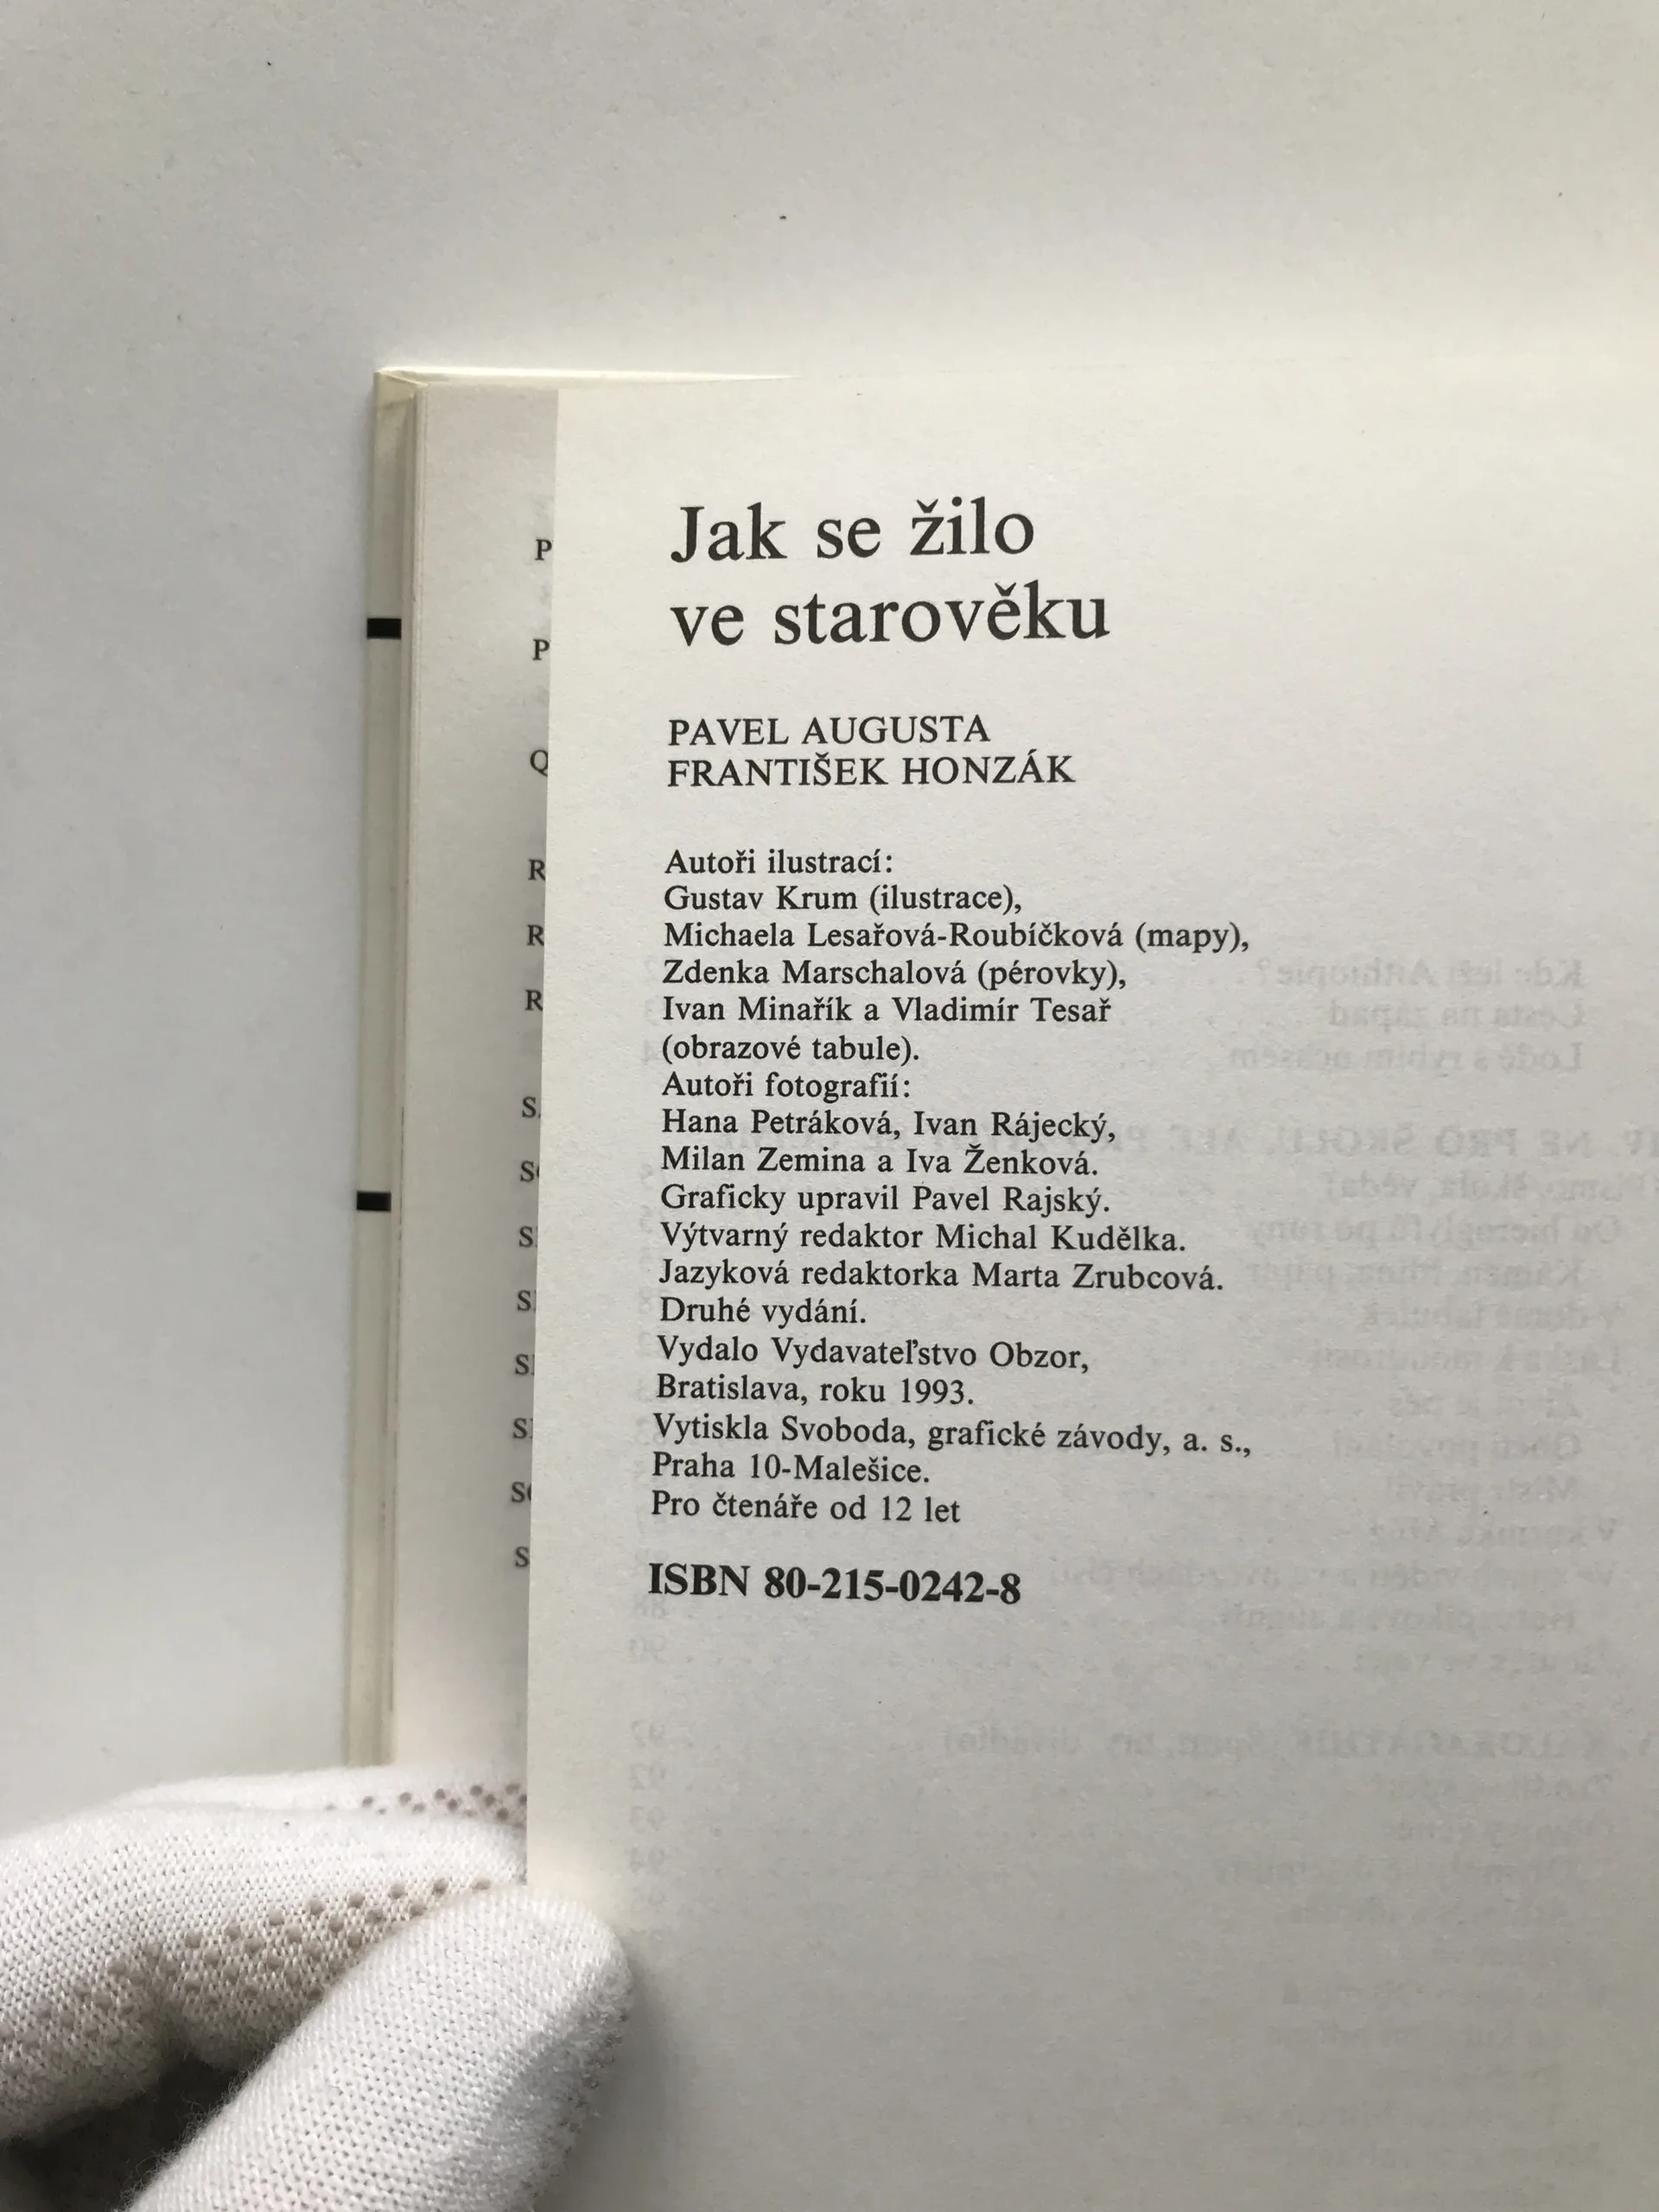 Jak se žilo
ve starověku
PAVEL AUGUSTA
FRANTIŠEK HONZÁK
Autoři ilustrací:
Gustav Krum (ilustrace),
Michaela Lesařová-Roubíčková (mapy),
Zdenka Marschalová (pérovky),
Ivan Minařík a Vladimír Tesař
(obrazové tabule).
Autoři fotografií:
Hana Petráková, Ivan Rájecký,
Milan Zemina a Iva Ženková.
Graficky upravil Pavel Rajský.
Výtvarný redaktor Michal Kudělka.
Jazyková redaktorka Marta Zrubcová.
Druhé vydání.
Vydalo Vydavateľstvo Obzor,
Bratislava, roku 1993.
Vytiskla Svoboda, grafické závody, a. s.,
Praha 10-Malešice.
Pro čtenáře od 12 let
ISBN 80-215-0242-8